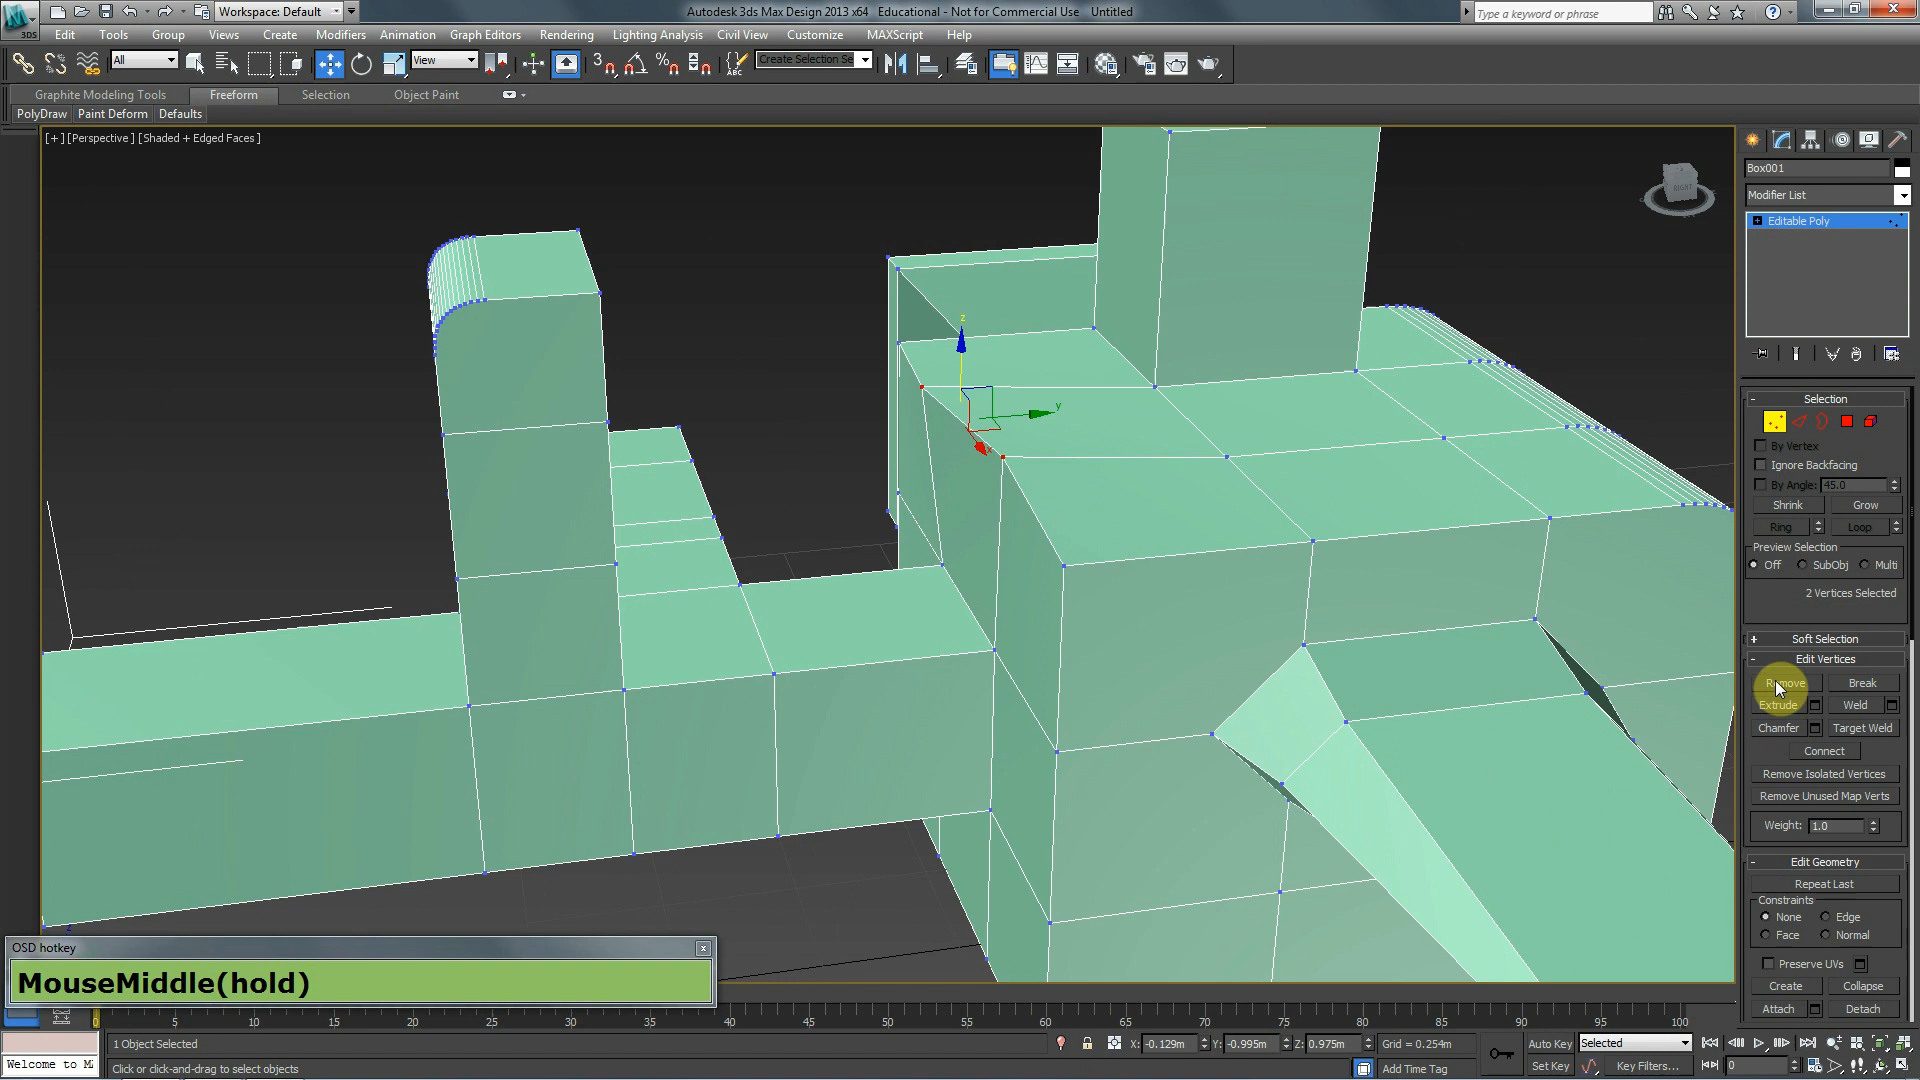 Workspace: Default
Autodesk 3ds Max Design 2013 x64 Educational - Not for Commercial Use Untitled
Type a keyword or phrase
3DS
Edit Tools Group Views Create Modifiers Animation Graph Editors Rendering Lighting Analysis Civil View Customize MAXScript Help
All
View
3
ABC
Create Selection Se
Graphite Modeling Tools Freeform Selection Object Paint
PolyDraw Paint Deform Defaults
[+] [Perspective] [Shaded + Edged Faces]
RIGHT
z
y
x
Box001
Modifier List
Editable Poly
Selection
By Vertex
Ignore Backfacing
By Angle: 45.0
Shrink Grow
Ring Loop
Preview Selection
Off SubObj Multi
2 Vertices Selected
Soft Selection
Edit Vertices
Remove Break
Extrude Weld
Chamfer Target Weld
Connect
Remove Isolated Vertices
Remove Unused Map Verts
Weight: 1.0
Edit Geometry
Repeat Last
Constraints
None Edge
Face Normal
Preserve UVs
Create Collapse
Attach Detach
OSD hotkey
MouseMiddle(hold)
0 5 10 15 20 25 30 35 40 45 50 55 60 65 70 75 80 85 90 95 100
1 Object Selected
X: -0.129m Y: -0.995m Z: 0.975m Grid = 0.254m
Auto Key Selected
Welcome to M
Click or click-and-drag to select objects
Add Time Tag
Set Key Key Filters... 0